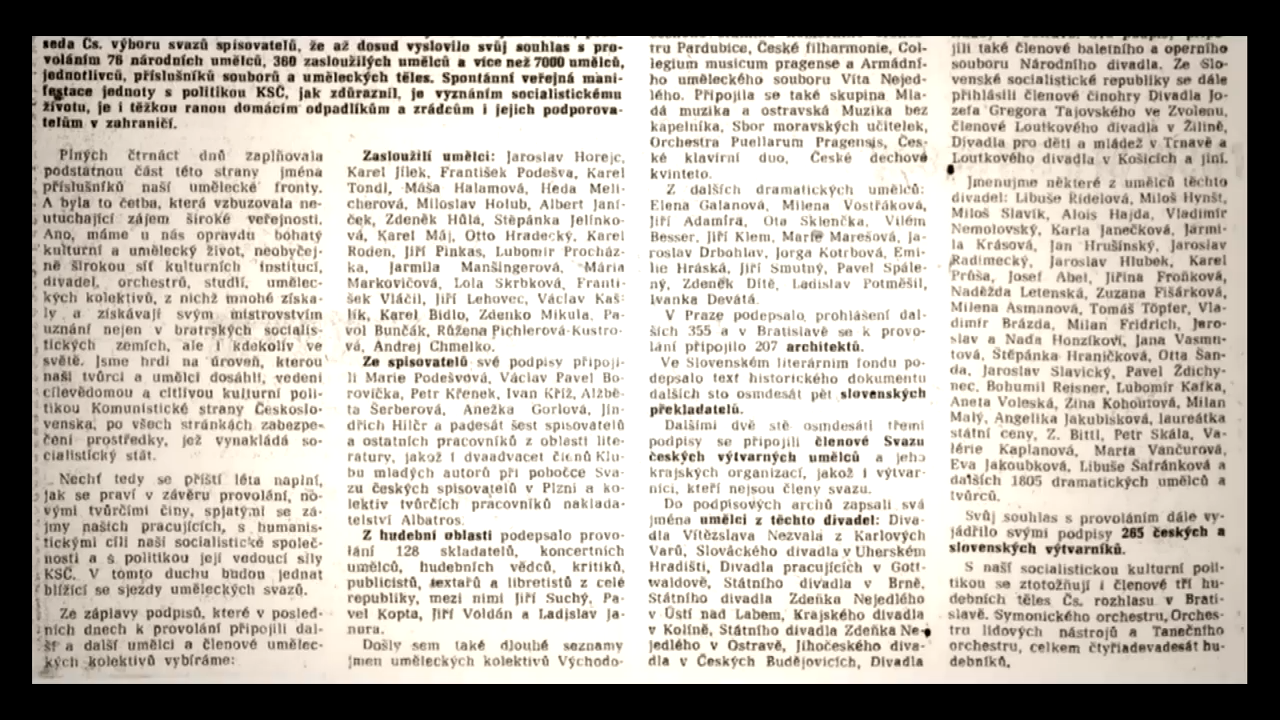 seda Čs. výboru svazů spisovatelů, že až dosud vyslovilo svůj souhlas s pro-
voláním 76 národních umělců, 360 zasloužilých umělců a více než 7000 umělců,
jednotlivců, příslušníků souborů a uměleckých těles. Spontánní veřejná mani-
festace jednoty s politikou KSČ, jak zdůraznil, je vyznáním socialistickému
životu, je i těžkou ranou domácím odpadlíkům a zrádcům i jejich podporova-
telům v zahraničí.
Plných čtrnáct dnů zaplňovala
podstatnou část této strany jména
příslušníků naší umělecké fronty.
A byla to četba, která vzbuzovala ne-
utuchající zájem široké veřejnosti.
Ano, máme u nás opravdu bohatý
kulturní a umělecký život, neobyčej-
ně širokou síť kulturních institucí,
divadel, orchestrů, studií, umělec-
kých kolektivů, z nichž mnohé získa-
ly a získávají svým mistrovstvím
uznání nejen v bratrských socialis-
tických zemích, ale i kdekoliv ve
světě. Jsme hrdi na úroveň, kterou
naši tvůrci a umělci dosáhli, vedeni
cílevědomou a citlivou kulturní poli-
tikou Komunistické strany Českoslo-
venska, po všech stránkách zabezpe-
čení prostředky, jež vynakládá so-
cialistický stát.
Nechť tedy se příští léta naplní,
jak se praví v závěru provolání, no-
vými tvůrčími činy, spjatými se zá-
jmy našich pracujících, s humanis-
tickými cíli naší socialistické společ-
nosti a s politikou její vedoucí síly
KSČ. V tomto duchu budou jednat
blížící se sjezdy uměleckých svazů.
Ze záplavy podpisů, které v posled-
ních dnech k provolání připojili dal-
ší a další umělci a členové umělec-
kých kolektivů vybíráme:
Zasloužilí umělci: Jaroslav Horejc,
Karel Jílek, František Podešva, Karel
Tondl, Máša Halamová, Heda Meli-
cherová, Miloslav Holub, Albert Janí-
ček, Zdeněk Hůla, Štěpánka Jelínko-
vá, Karel Máj, Otto Hradecký, Karel
Roden, Jiří Pinkas, Lubomír Procház-
ka, Jarmila Manšingerová, Mária
Markovičová, Lola Skrbková, Franti-
šek Vláčil, Jiří Lehovec, Václav Kaš-
lík, Karel Bidlo, Zdenko Mikula, Pa-
vol Bunčák, Růžena Pichlerová-Kustro-
vá, Andrej Chmelko.
Ze spisovatelů své podpisy připoji-
li Marie Podešvová, Václav Pavel Bo-
rovička, Petr Křenek, Ivan Kříž, Alžbě-
ta Šerberová, Anežka Gorlová, Jin-
dřich Hilčr a padesát šest spisovatelů
a ostatních pracovníků z oblasti lite-
ratury, jakož i dvaadvacet členů Klu-
bu mladých autorů při pobočce Sva-
zu českých spisovatelů v Plzni a ko-
lektiv tvůrčích pracovníků naklada-
telství Albatros.
Z hudební oblasti podepsalo provo-
lání 128 skladatelů, koncertních
umělců, hudebních vědců, kritiků,
publicistů, textařů a libretistů z celé
republiky, mezi nimi Jiří Suchý, Pa-
vel Kopta, Jiří Voldán a Ladislav Ja-
nura.
Došly sem také dlouhé seznamy
jmen uměleckých kolektivů Východo-
tru Pardubice, České filharmonie, Col-
legium musicum pragense a Armádní-
ho uměleckého souboru Víta Nejed-
lého. Připojila se také skupina Mla-
dá muzika a ostravská Muzika bez
kapelníka, Sbor moravských učitelek,
Orchestra Puellarum Pragensis, Čes-
ké klavírní duo, České dechové
kvinteto.
Z dalších dramatických umělců:
Elena Galanová, Milena Vostřáková,
Jiří Adamíra, Ota Sklenčka, Vilém
Besser, Jiří Klem, Marie Marešová, Ja-
roslav Drbohlav, Jorga Kotrbová, Emi-
lie Hráská, Jiří Smutný, Pavel Spále-
ný, Zdeněk Dítě, Ladislav Potměšil,
Ivanka Devátá.
V Praze podepsalo prohlášení dal-
ších 355 a v Bratislavě se k provo-
lání připojilo 207 architektů.
Ve Slovenském literárním fondu po-
depsalo text historického dokumentu
dalších sto osmdesát pět slovenských
překladatelů.
Dalšími dvě stě osmdesáti třemi
podpisy se připojili členové Svazu
českých výtvarných umělců a jeho
krajských organizací, jakož i výtvar-
níci, kteří nejsou členy svazu.
Do podpisových archů zapsali svá
jména umělci z těchto divadel: Diva-
dla Vítězslava Nezvala z Karlových
Varů, Slováckého divadla v Uherském
Hradišti, Divadla pracujících v Gott-
waldově, Státního divadla v Brně,
Státního divadla Zdeňka Nejedlého
v Ústí nad Labem, Krajského divadla
v Kolíně, Státního divadla Zdeňka Ne-
jedlého v Ostravě, Jihočeského diva-
dla v Českých Budějovicích, Divadla
jili také členové baletního a operního
souboru Národního divadla. Ze Slo-
venské socialistické republiky se dále
přihlásili členové činohry Divadla Jo-
zefa Gregora Tajovského ve Zvolenu,
členové Loutkového divadla v Žilině,
Divadla pro děti a mládež v Trnavě a
Loutkového divadla v Košicích a jiní.
Jmenujme některé z umělců těchto
divadel: Libuše Rídelová, Miloš Hynšt,
Miloš Slavík, Alois Hajda, Vladimír
Nemolovský, Karla Janečková, Jarmi-
la Krásová, Jan Hrušínský, Jaroslav
Radimecký, Jaroslav Hlubek, Karel
Průša, Josef Abel, Jiřina Froňková,
Naděžda Letenská, Zuzana Fišárková,
Milena Asmanová, Tomáš Töpfer, Vla-
dimír Brázda, Milan Fridrich, Jaro-
slav a Naďa Honzíkovi, Jana Vasmu-
tová, Štěpánka Hraničková, Otta Šan-
da, Jaroslav Slavický, Pavel Ždichy-
nec, Bohumil Reisner, Lubomír Kafka,
Aneta Voleská, Zina Kohoutová, Milan
Malý, Angelika Jakubisková, laureátka
státní ceny, Z. Bittl, Petr Skála, Va-
lérie Kaplanová, Marta Vančurová,
Eva Jakoubková, Libuše Šafránková a
dalších 1805 dramatických umělců a
tvůrců.
Svůj souhlas s provoláním dále vy-
jádřilo svými podpisy 265 českých a
slovenských výtvarníků.
S naší socialistickou kulturní poli-
tikou se ztotožňují i členové tří hu-
debních těles Čs. rozhlasu v Brati-
slavě. Symonického orchestru, Orches-
tru lidových nástrojů a Tanečního
orchestru, celkem čtyřiadevadesát hu-
debníků.